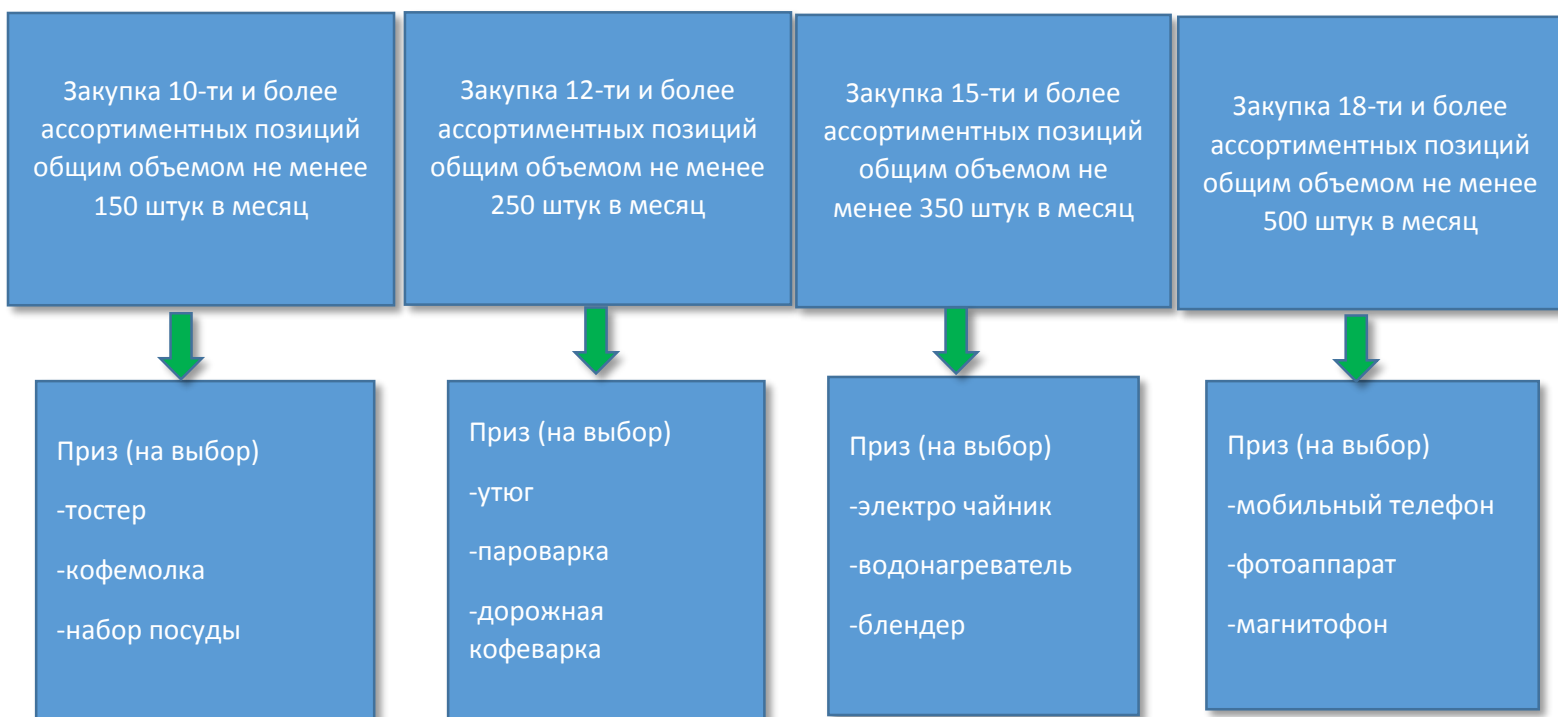 Закупка 10-ти и более
ассортиментных позиций
общим объемом не менее
150 штук в месяц
Закупка 12-ти и более
ассортиментных позиций
общим объемом не менее
250 штук в месяц
Закупка 15-ти и более
ассортиментных позиций
общим объемом не
менее 350 штук в месяц
Закупка 18-ти и более
ассортиментных позиций
общим объемом не менее
500 штук в месяц
Приз (на выбор)
-тостер
-кофемолка
-набор посуды
Приз (на выбор)
-утюг
-пароварка
-дорожная
кофеварка
Приз (на выбор)
-электро чайник
-водонагреватель
-блендер
Приз (на выбор)
-мобильный телефон
-фотоаппарат
-магнитофон